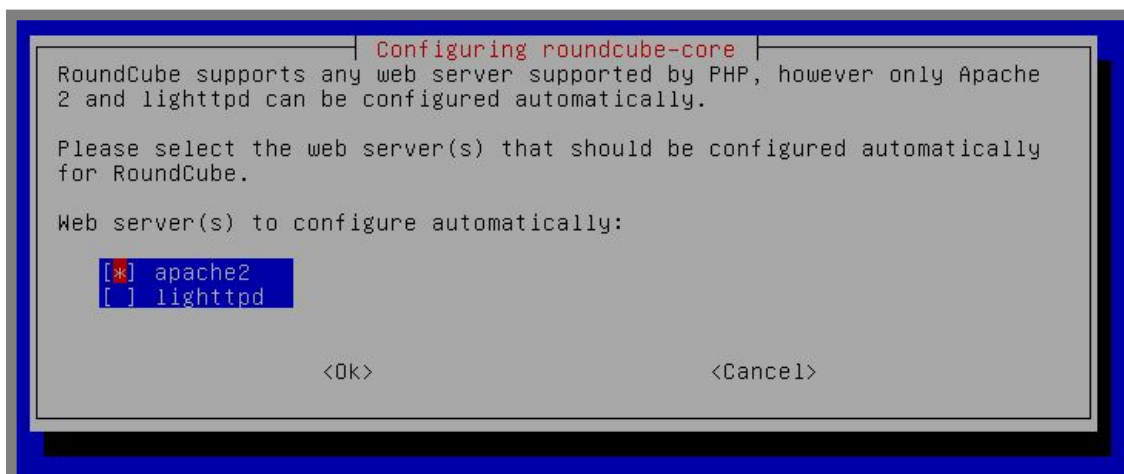 Configuring roundcube-core
RoundCube supports any web server supported by PHP, however only Apache
2 and lighttpd can be configured automatically.
Please select the web server(s) that should be configured automatically
for RoundCube.
Web server(s) to configure automatically:
[*] apache2
[ ] lighttpd
<Ok> <Cancel>